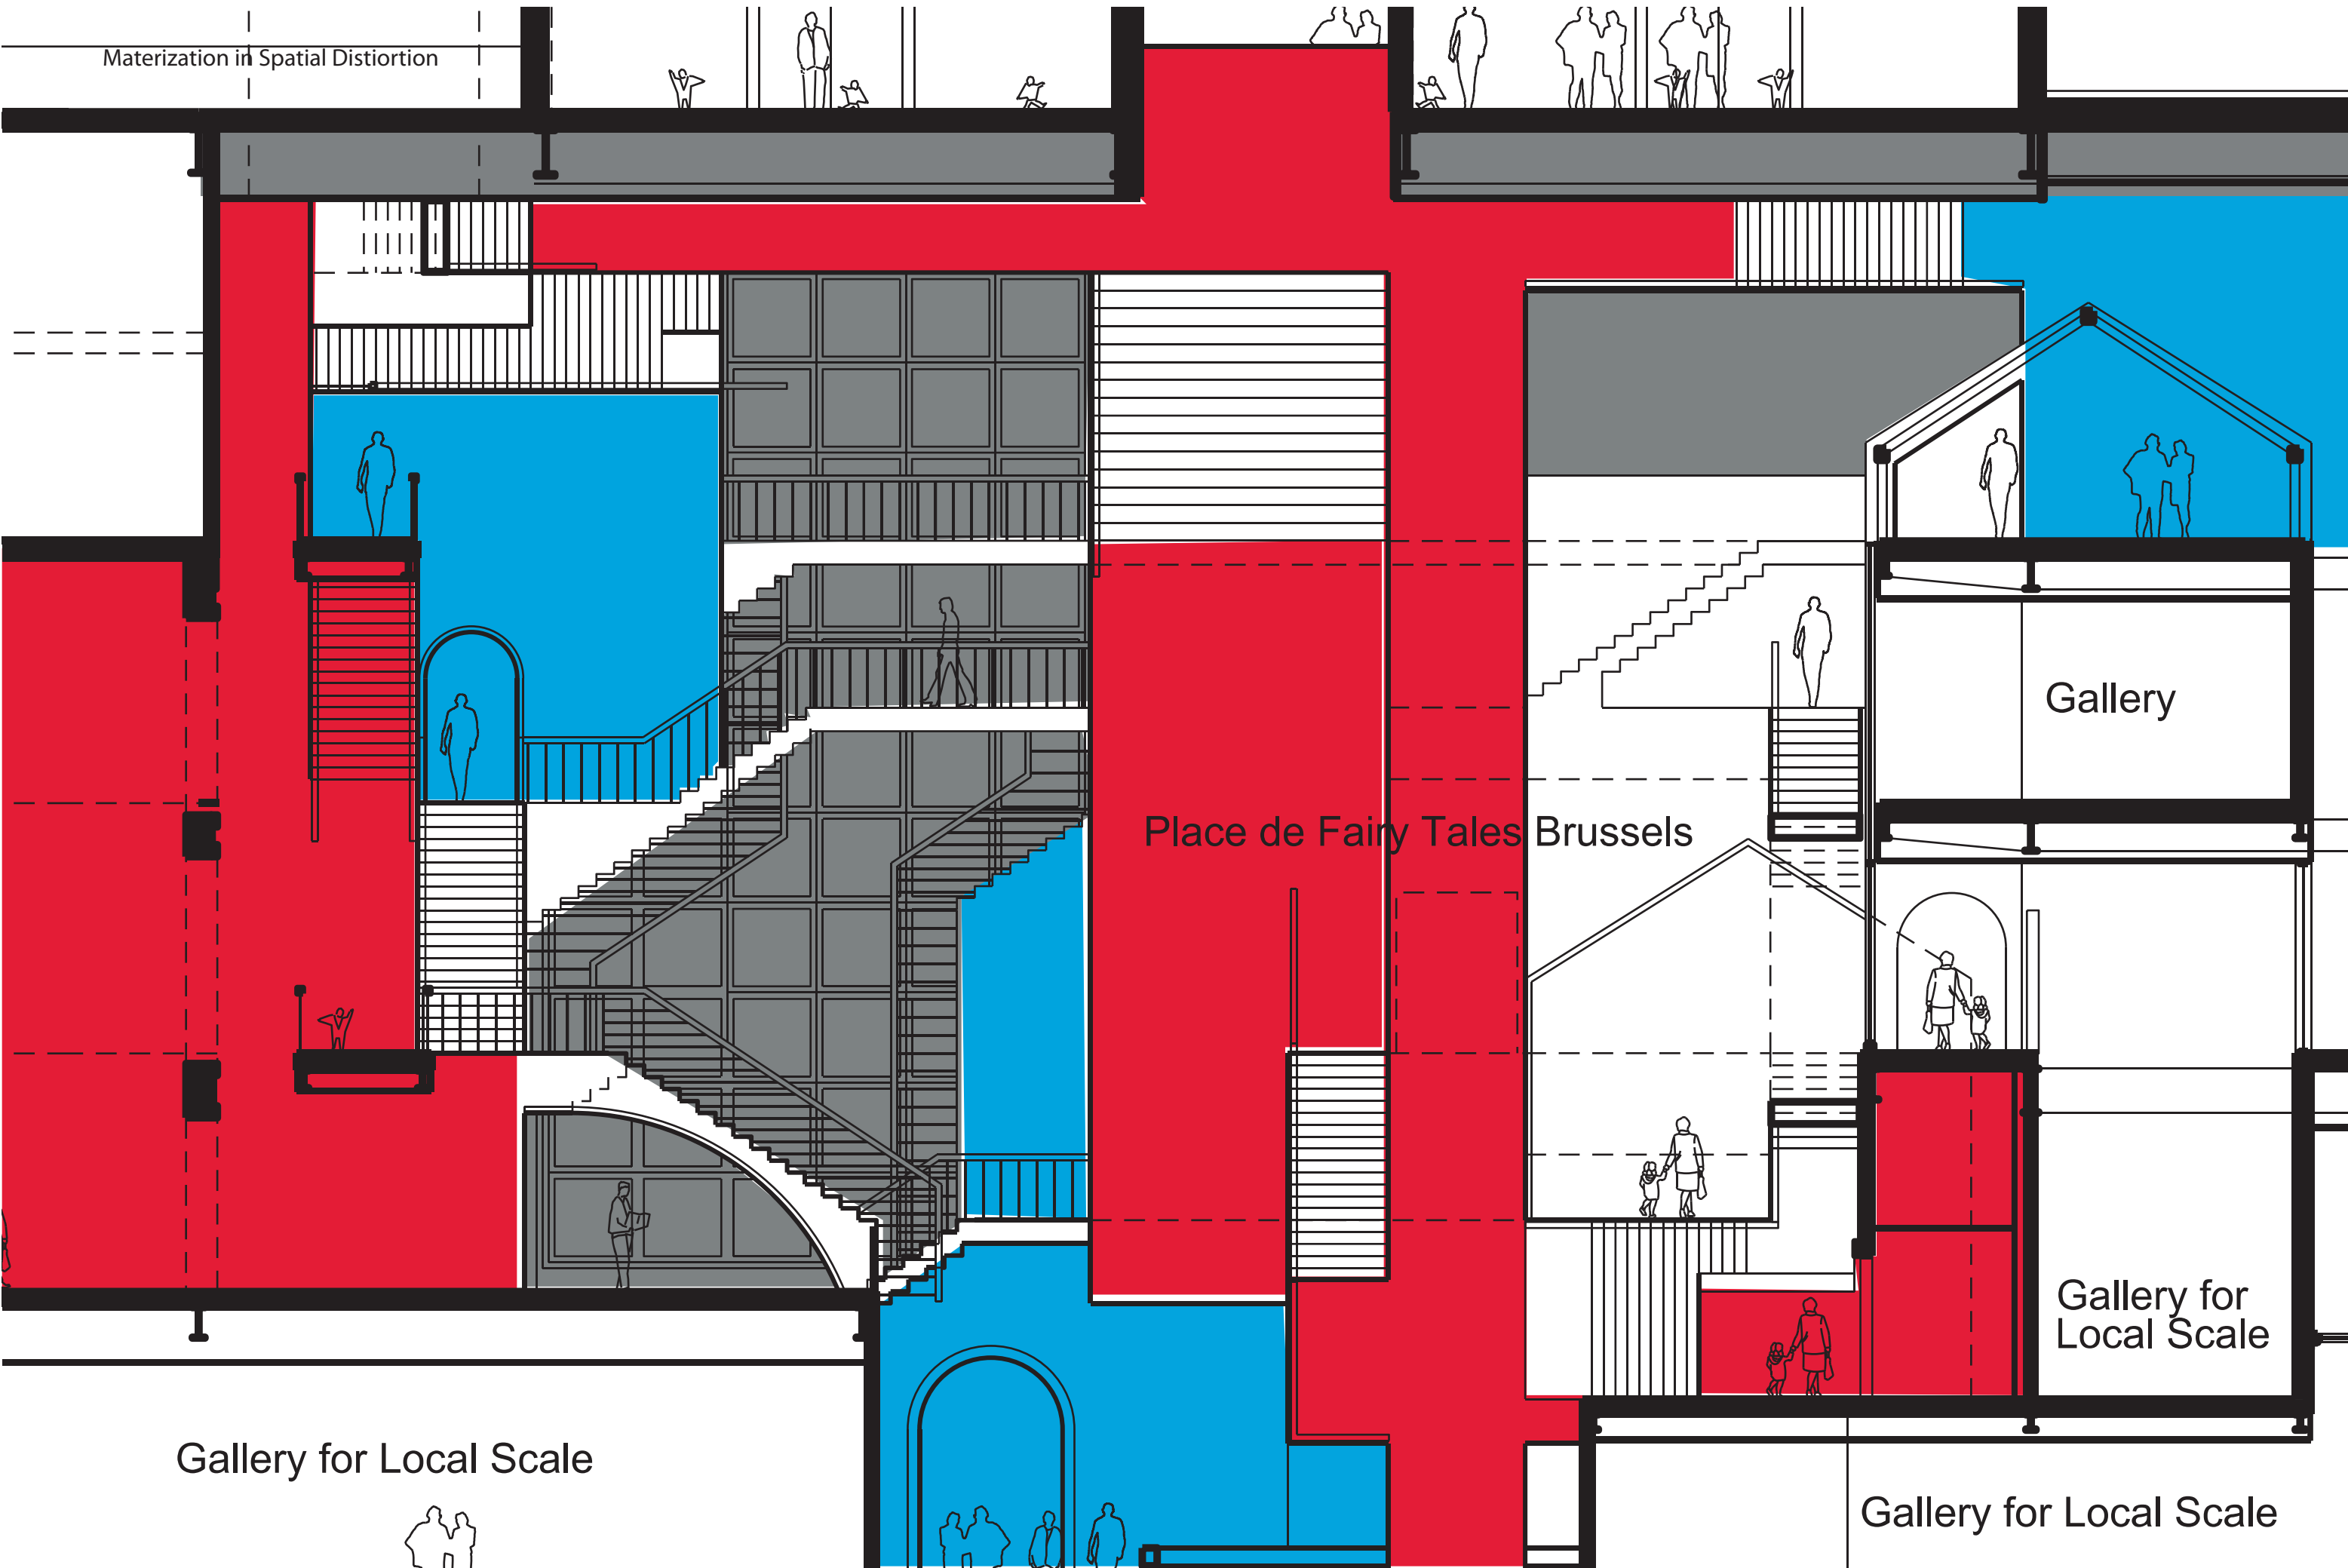 Materization in Spatial Distiortion
Gallery
Place de Fairy Tales Brussels
Gallery for
Local Scale
Gallery for Local Scale
Gallery for Local Scale